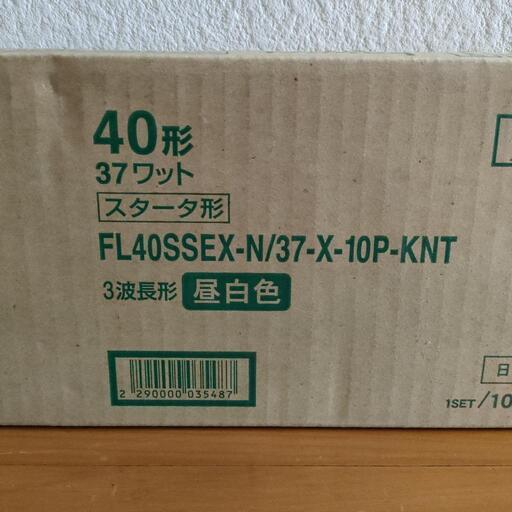 40形
37ワット
スタータ形
FL40SSEX-N/37-X-10P-KNT
3波長形 昼白色
2 290000 035487
日
1SET/10